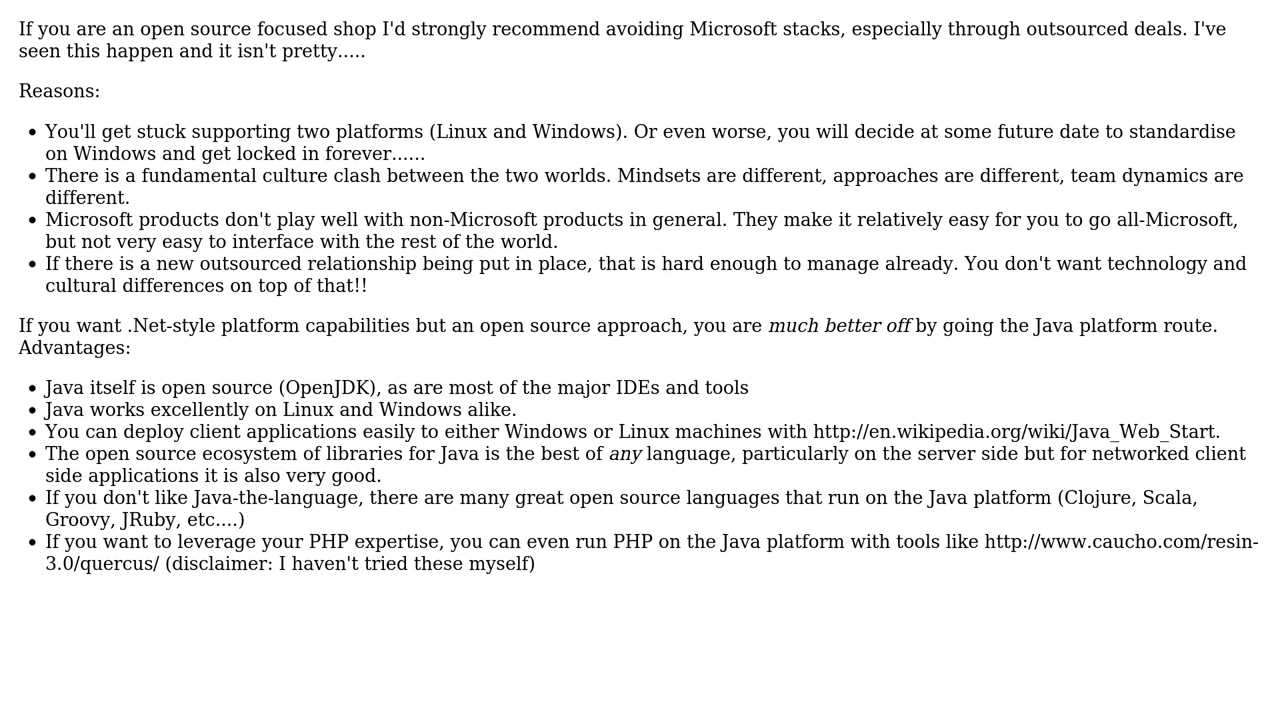 If you are an open source focused shop I'd strongly recommend avoiding Microsoft stacks, especially through outsourced deals. I've
seen this happen and it isn't pretty.....
Reasons:
• You'll get stuck supporting two platforms (Linux and Windows). Or even worse, you will decide at some future date to standardise
on Windows and get locked in forever......
• There is a fundamental culture clash between the two worlds. Mindsets are different, approaches are different, team dynamics are
different.
• Microsoft products don't play well with non-Microsoft products in general. They make it relatively easy for you to go all-Microsoft,
but not very easy to interface with the rest of the world.
• If there is a new outsourced relationship being put in place, that is hard enough to manage already. You don't want technology and
cultural differences on top of that!!
If you want .Net-style platform capabilities but an open source approach, you are much better off by going the Java platform route.
Advantages:
• Java itself is open source (OpenJDK), as are most of the major IDEs and tools
• Java works excellently on Linux and Windows alike.
• You can deploy client applications easily to either Windows or Linux machines with http://en.wikipedia.org/wiki/Java_Web_Start.
• The open source ecosystem of libraries for Java is the best of any language, particularly on the server side but for networked client
side applications it is also very good.
• If you don't like Java-the-language, there are many great open source languages that run on the Java platform (Clojure, Scala,
Groovy, JRuby, etc....)
• If you want to leverage your PHP expertise, you can even run PHP on the Java platform with tools like http://www.caucho.com/resin-
3.0/quercus/ (disclaimer: I haven't tried these myself)